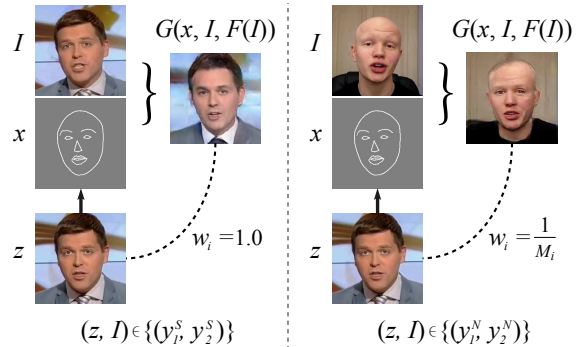 I
G(x, I, F(I))
x
z
w_i = 1.0
(z, I) ∈ {(y_1^S, y_2^S)}
I
G(x, I, F(I))
x
z
w_i = 1/M_i
(z, I) ∈ {(y_1^N, y_2^N)}